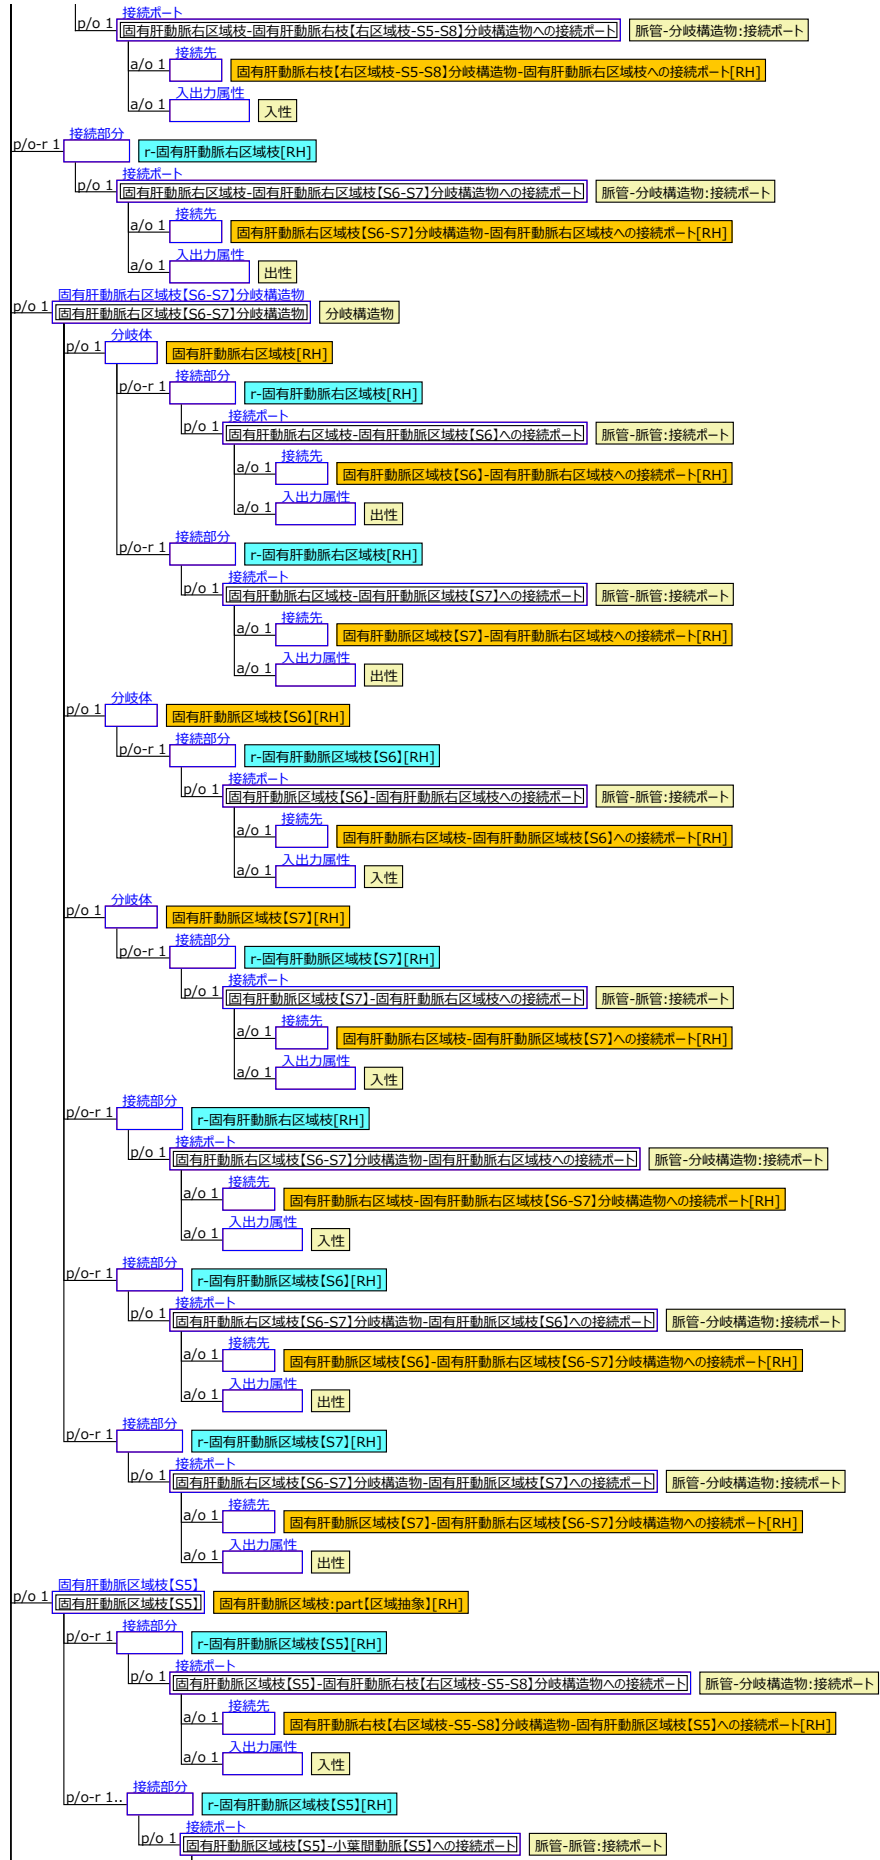 接続ポート
p/o 1 固有肝動脈右区域枝-固有肝動脈右枝【右区域枝-S5-S8】分岐構造物への接続ポート 脈管-分岐構造物:接続ポート
接続先
a/o 1 固有肝動脈右枝【右区域枝-S5-S8】分岐構造物-固有肝動脈右区域枝への接続ポート[RH]
入出力属性
a/o 1 入性
接続部分
p/o-r 1 r-固有肝動脈右区域枝[RH]
接続ポート
p/o 1 固有肝動脈右区域枝-固有肝動脈右区域枝【S6-S7】分岐構造物への接続ポート 脈管-分岐構造物:接続ポート
接続先
a/o 1 固有肝動脈右区域枝【S6-S7】分岐構造物-固有肝動脈右区域枝への接続ポート[RH]
入出力属性
a/o 1 出性
固有肝動脈右区域枝【S6-S7】分岐構造物
p/o 1 固有肝動脈右区域枝【S6-S7】分岐構造物 分岐構造物
分岐体
p/o 1 固有肝動脈右区域枝[RH]
接続部分
p/o-r 1 r-固有肝動脈右区域枝[RH]
接続ポート
p/o 1 固有肝動脈右区域枝-固有肝動脈区域枝【S6】への接続ポート 脈管-脈管:接続ポート
接続先
a/o 1 固有肝動脈区域枝【S6】-固有肝動脈右区域枝への接続ポート[RH]
入出力属性
a/o 1 出性
接続部分
p/o-r 1 r-固有肝動脈右区域枝[RH]
接続ポート
p/o 1 固有肝動脈右区域枝-固有肝動脈区域枝【S7】への接続ポート 脈管-脈管:接続ポート
接続先
a/o 1 固有肝動脈区域枝【S7】-固有肝動脈右区域枝への接続ポート[RH]
入出力属性
a/o 1 出性
分岐体
p/o 1 固有肝動脈区域枝【S6】[RH]
接続部分
p/o-r 1 r-固有肝動脈区域枝【S6】[RH]
接続ポート
p/o 1 固有肝動脈区域枝【S6】-固有肝動脈右区域枝への接続ポート 脈管-脈管:接続ポート
接続先
a/o 1 固有肝動脈右区域枝-固有肝動脈区域枝【S6】への接続ポート[RH]
入出力属性
a/o 1 入性
分岐体
p/o 1 固有肝動脈区域枝【S7】[RH]
接続部分
p/o-r 1 r-固有肝動脈区域枝【S7】[RH]
接続ポート
p/o 1 固有肝動脈区域枝【S7】-固有肝動脈右区域枝への接続ポート 脈管-脈管:接続ポート
接続先
a/o 1 固有肝動脈右区域枝-固有肝動脈区域枝【S7】への接続ポート[RH]
入出力属性
a/o 1 入性
接続部分
p/o-r 1 r-固有肝動脈右区域枝[RH]
接続ポート
p/o 1 固有肝動脈右区域枝【S6-S7】分岐構造物-固有肝動脈右区域枝への接続ポート 脈管-分岐構造物:接続ポート
接続先
a/o 1 固有肝動脈右区域枝-固有肝動脈右区域枝【S6-S7】分岐構造物への接続ポート[RH]
入出力属性
a/o 1 入性
接続部分
p/o-r 1 r-固有肝動脈区域枝【S6】[RH]
接続ポート
p/o 1 固有肝動脈右区域枝【S6-S7】分岐構造物-固有肝動脈区域枝【S6】への接続ポート 脈管-分岐構造物:接続ポート
接続先
a/o 1 固有肝動脈区域枝【S6】-固有肝動脈右区域枝【S6-S7】分岐構造物への接続ポート[RH]
入出力属性
a/o 1 出性
接続部分
p/o-r 1 r-固有肝動脈区域枝【S7】[RH]
接続ポート
p/o 1 固有肝動脈右区域枝【S6-S7】分岐構造物-固有肝動脈区域枝【S7】への接続ポート 脈管-分岐構造物:接続ポート
接続先
a/o 1 固有肝動脈区域枝【S7】-固有肝動脈右区域枝【S6-S7】分岐構造物への接続ポート[RH]
入出力属性
a/o 1 出性
固有肝動脈区域枝【S5】
p/o 1 固有肝動脈区域枝【S5】 固有肝動脈区域枝:part【区域抽象】[RH]
接続部分
p/o-r 1 r-固有肝動脈区域枝【S5】[RH]
接続ポート
p/o 1 固有肝動脈区域枝【S5】-固有肝動脈右枝【右区域枝-S5-S8】分岐構造物への接続ポート 脈管-分岐構造物:接続ポート
接続先
a/o 1 固有肝動脈右枝【右区域枝-S5-S8】分岐構造物-固有肝動脈区域枝【S5】への接続ポート[RH]
入出力属性
a/o 1 入性
接続部分
p/o-r 1.. r-固有肝動脈区域枝【S5】[RH]
接続ポート
p/o 1 固有肝動脈区域枝【S5】-小葉間動脈【S5】への接続ポート 脈管-脈管:接続ポート